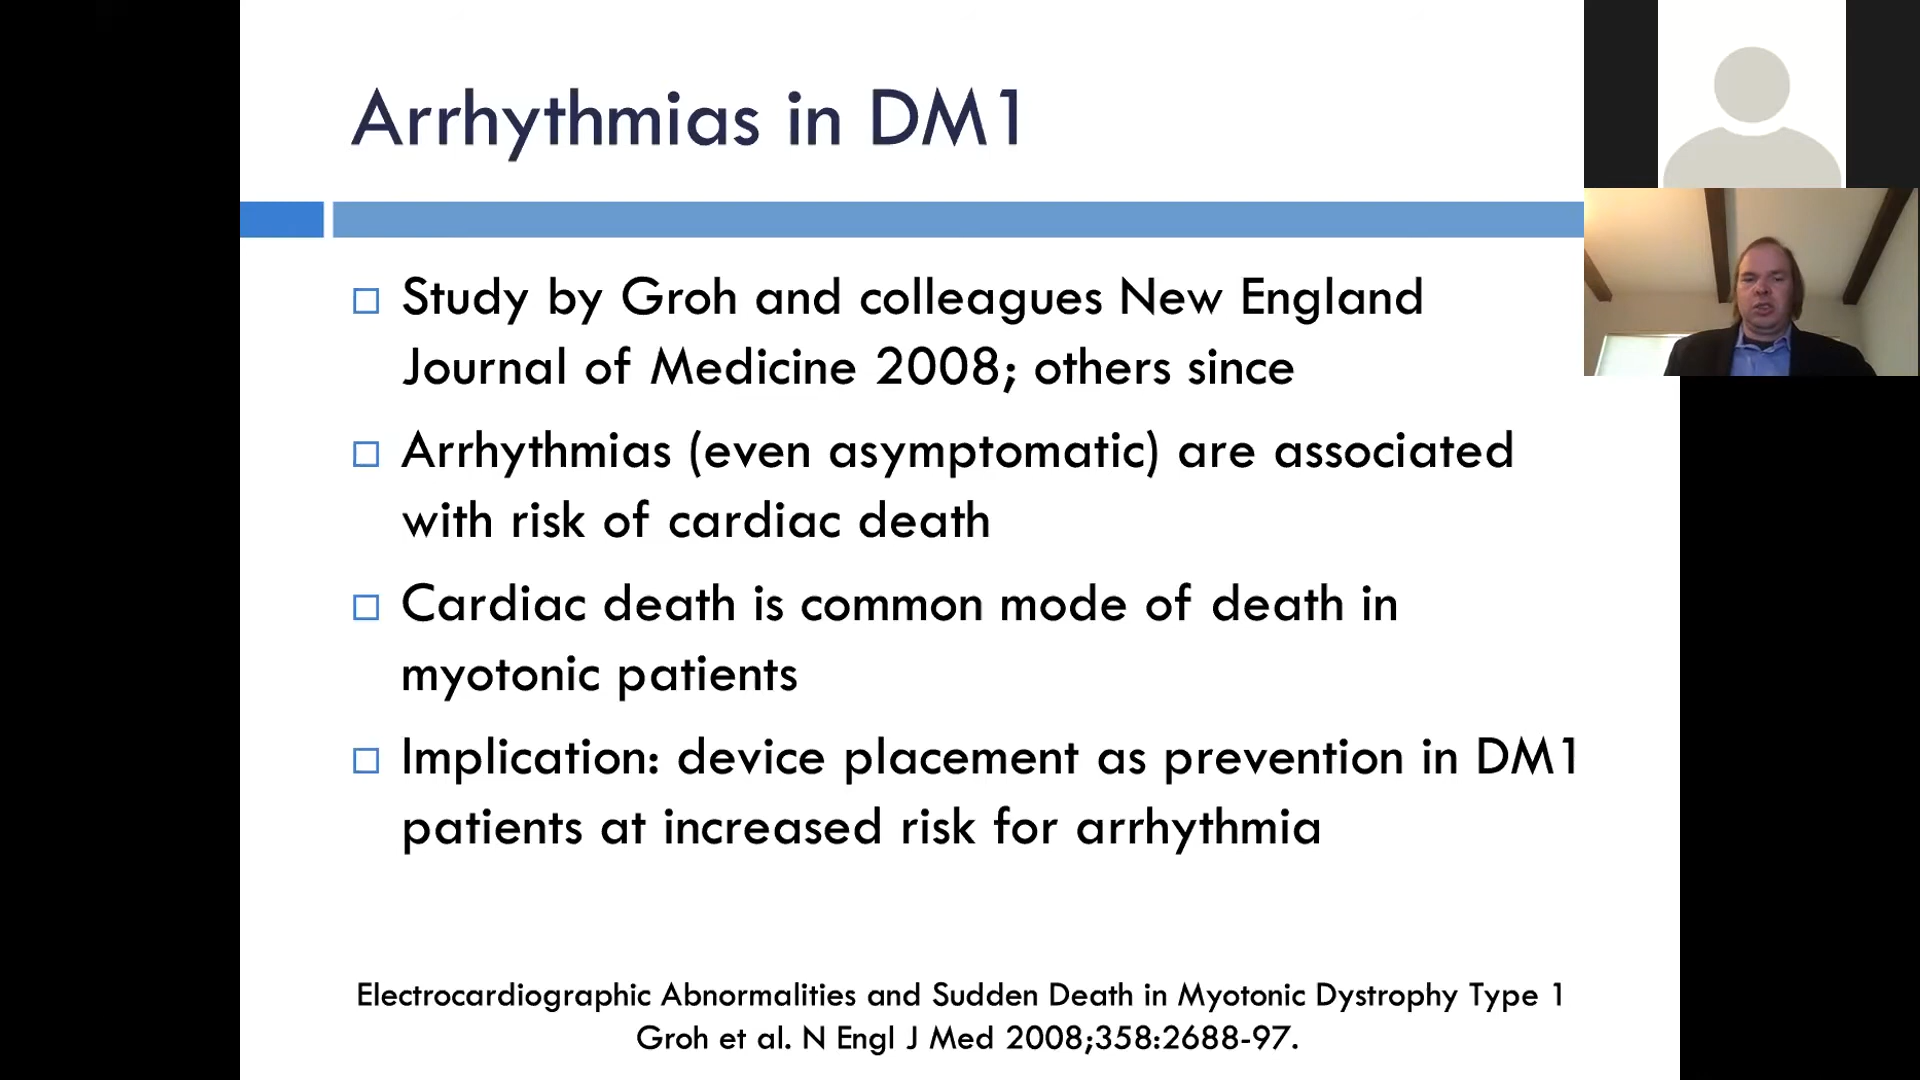 Arrhythmias in DM1
Study by Groh and colleagues New England
Journal of Medicine 2008; others since
Arrhythmias (even asymptomatic) are associated
with risk of cardiac death
Cardiac death is common mode of death in
myotonic patients
Implication: device placement as prevention in DM1
patients at increased risk for arrhythmia
Electrocardiographic Abnormalities and Sudden Death in Myotonic Dystrophy Type 1
Groh et al. N Engl J Med 2008;358:2688-97.